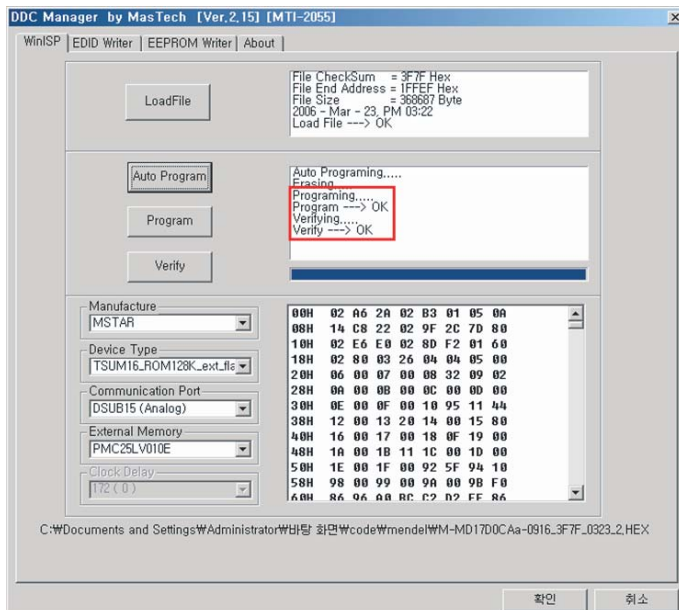 DDC Manager by MasTech [Ver,2,15] [MTI-2055]
WinISP EDID Writer EEPROM Writer About
LoadFile
File CheckSum = 3F7F Hex
File End Address = 1FFEF Hex
File Size = 368687 Byte
2006 - Mar - 23, PM 03:22
Load File ---> OK
Auto Program
Program
Verify
Auto Programing,,,,,
Erasing,,,,,
Programing,,,,,
Program ---> OK
Verifying,,,,,
Verify ---> OK
Manufacture
MSTAR
Device Type
TSUM16_ROM128K_ext_fla
Communication Port
DSUB15 (Analog)
External Memory
PMC25LV010E
Clock Delay
172 ( 0 )
00H 02 A6 2A 02 B3 01 05 0A
08H 14 C8 22 02 9F 2C 7D 80
10H 02 E6 E0 02 8D F2 01 60
18H 02 80 03 26 04 04 05 00
20H 06 00 07 00 08 32 09 02
28H 0A 00 0B 00 0C 00 0D 00
30H 0E 00 0F 00 10 95 11 44
38H 12 00 13 20 14 00 15 80
40H 16 00 17 00 18 0F 19 00
48H 1A 00 1B 11 1C 00 1D 00
50H 1E 00 1F 00 92 5F 94 10
58H 98 00 99 00 9A 00 9B F0
60H 86 96 A0 BC C2 D2 EE 86
C:₩Documents and Settings₩Administrator₩바탕 화면₩code₩mendel₩M-MD17D0CAa-0916_3F7F_0323_2,HEX
확인 취소